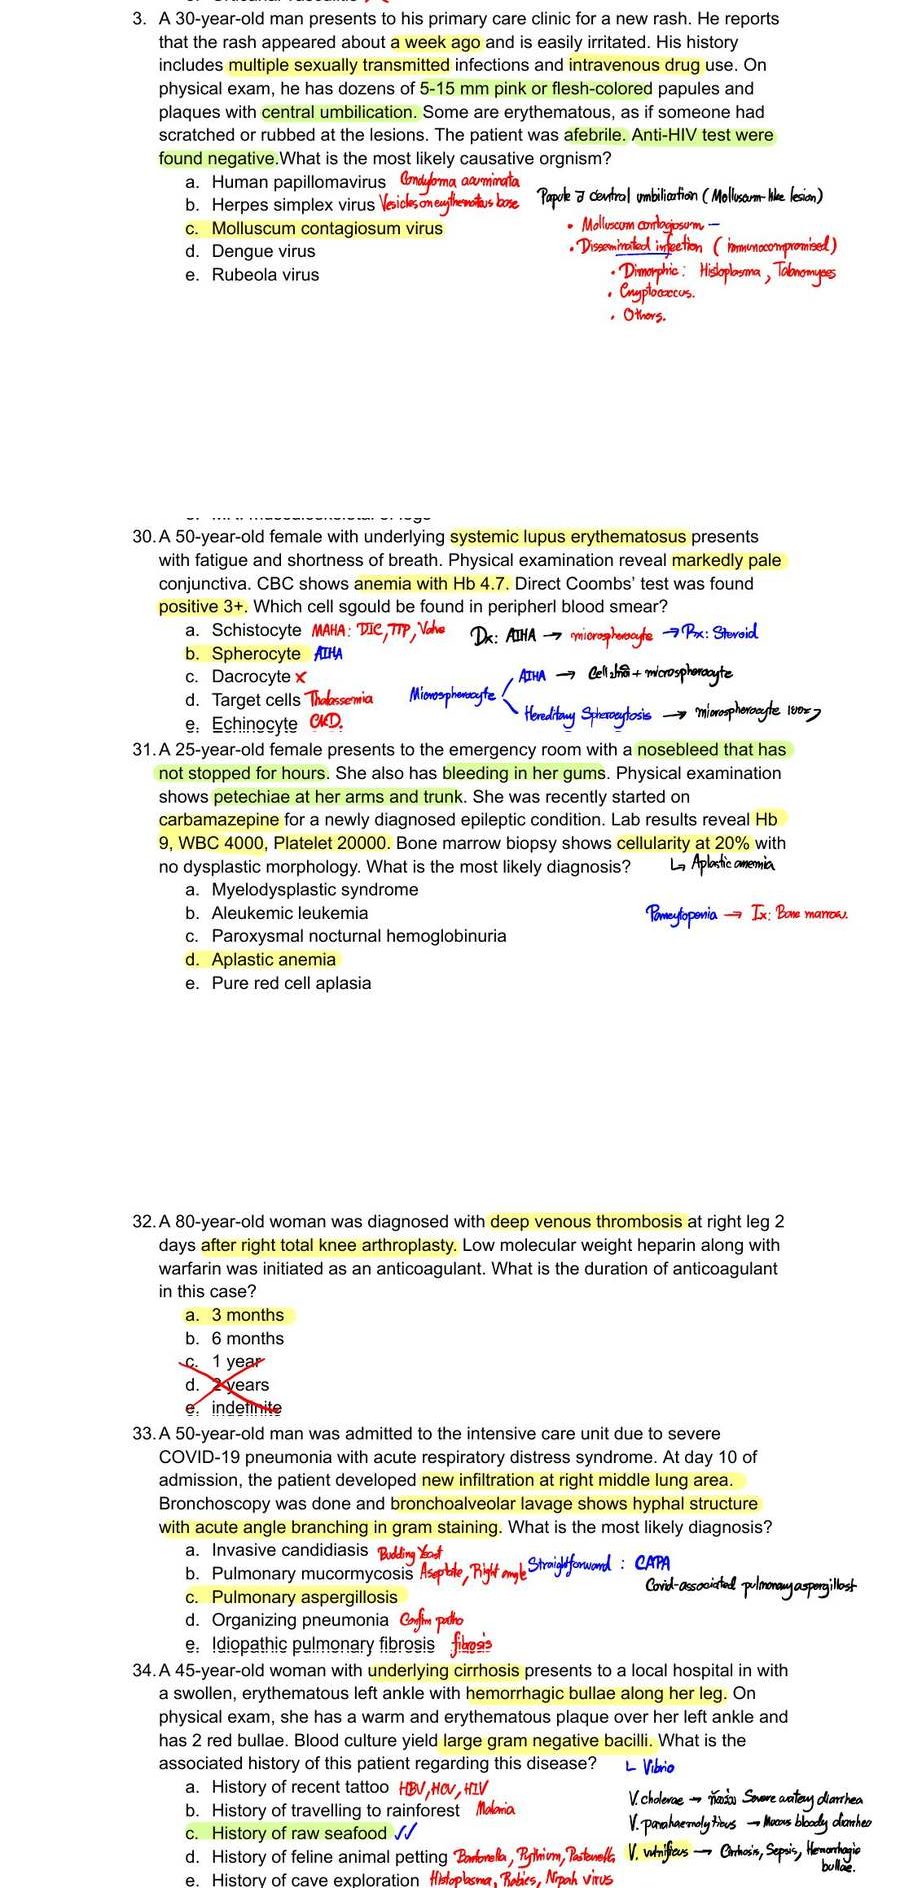 3. A 30-year-old man presents to his primary care clinic for a new rash. He reports
that the rash appeared about a week ago and is easily irritated. His history
includes multiple sexually transmitted infections and intravenous drug use. On
physical exam, he has dozens of 5-15 mm pink or flesh-colored papules and
plaques with central umbilication. Some are erythematous, as if someone had
scratched or rubbed at the lesions. The patient was afebrile. Anti-HIV test were
found negative.What is the most likely causative orgnism?
a. Human papillomavirus Condyloma acuminata
b. Herpes simplex virus Vesicles on erythematous base
Papule c̄ central umbilication (Molluscum-like lesion)
c. Molluscum contagiosum virus
• Molluscum contagiosum –
d. Dengue virus
• Disseminated infection (immunocompromised)
e. Rubeola virus
• Dimorphic : Histoplasma, Talaromyces
• Cryptococcus.
• Others.
30. A 50-year-old female with underlying systemic lupus erythematosus presents
with fatigue and shortness of breath. Physical examination reveal markedly pale
conjunctiva. CBC shows anemia with Hb 4.7. Direct Coombs' test was found
positive 3+. Which cell sgould be found in peripherl blood smear?
a. Schistocyte MAHA: DIC, TTP, Valve
Dx: AIHA → microspherocyte → Rx: Steroid
b. Spherocyte AIHA
c. Dacrocyte x
AIHA → + microspherocyte
d. Target cells Thalassemia
Microspherocyte
Hereditary Spherocytosis → microspherocyte
e. Echinocyte CKD.
31. A 25-year-old female presents to the emergency room with a nosebleed that has
not stopped for hours. She also has bleeding in her gums. Physical examination
shows petechiae at her arms and trunk. She was recently started on
carbamazepine for a newly diagnosed epileptic condition. Lab results reveal Hb
9, WBC 4000, Platelet 20000. Bone marrow biopsy shows cellularity at 20% with
no dysplastic morphology. What is the most likely diagnosis?
↳ Aplastic anemia
a. Myelodysplastic syndrome
b. Aleukemic leukemia
Pancytopenia → Ix: Bone marrow.
c. Paroxysmal nocturnal hemoglobinuria
d. Aplastic anemia
e. Pure red cell aplasia
32. A 80-year-old woman was diagnosed with deep venous thrombosis at right leg 2
days after right total knee arthroplasty. Low molecular weight heparin along with
warfarin was initiated as an anticoagulant. What is the duration of anticoagulant
in this case?
a. 3 months
b. 6 months
c. 1 year
d. 2 years
e. indefinite
33. A 50-year-old man was admitted to the intensive care unit due to severe
COVID-19 pneumonia with acute respiratory distress syndrome. At day 10 of
admission, the patient developed new infiltration at right middle lung area.
Bronchoscopy was done and bronchoalveolar lavage shows hyphal structure
with acute angle branching in gram staining. What is the most likely diagnosis?
a. Invasive candidiasis Budding Yeast
b. Pulmonary mucormycosis Aseptate, Right angle
Straightforward : CAPA
Covid-associated pulmonary aspergillost
c. Pulmonary aspergillosis
d. Organizing pneumonia Confirm patho
e. Idiopathic pulmonary fibrosis fibrosis
34. A 45-year-old woman with underlying cirrhosis presents to a local hospital in with
a swollen, erythematous left ankle with hemorrhagic bullae along her leg. On
physical exam, she has a warm and erythematous plaque over her left ankle and
has 2 red bullae. Blood culture yield large gram negative bacilli. What is the
associated history of this patient regarding this disease?
↳ Vibrio
a. History of recent tattoo HBV, HCV, HIV
V. cholerae → Severe watery diarrhea
b. History of travelling to rainforest Malaria
V. parahaemolyticus → Mucous bloody diarrhea
c. History of raw seafood ✓✓
d. History of feline animal petting Bartonella, Pythium, Pasteurella
V. vulnificus → Cirrhosis, Sepsis, Hemorrhagic
bullae.
e. History of cave exploration Histoplasma, Rabies, Nipah virus